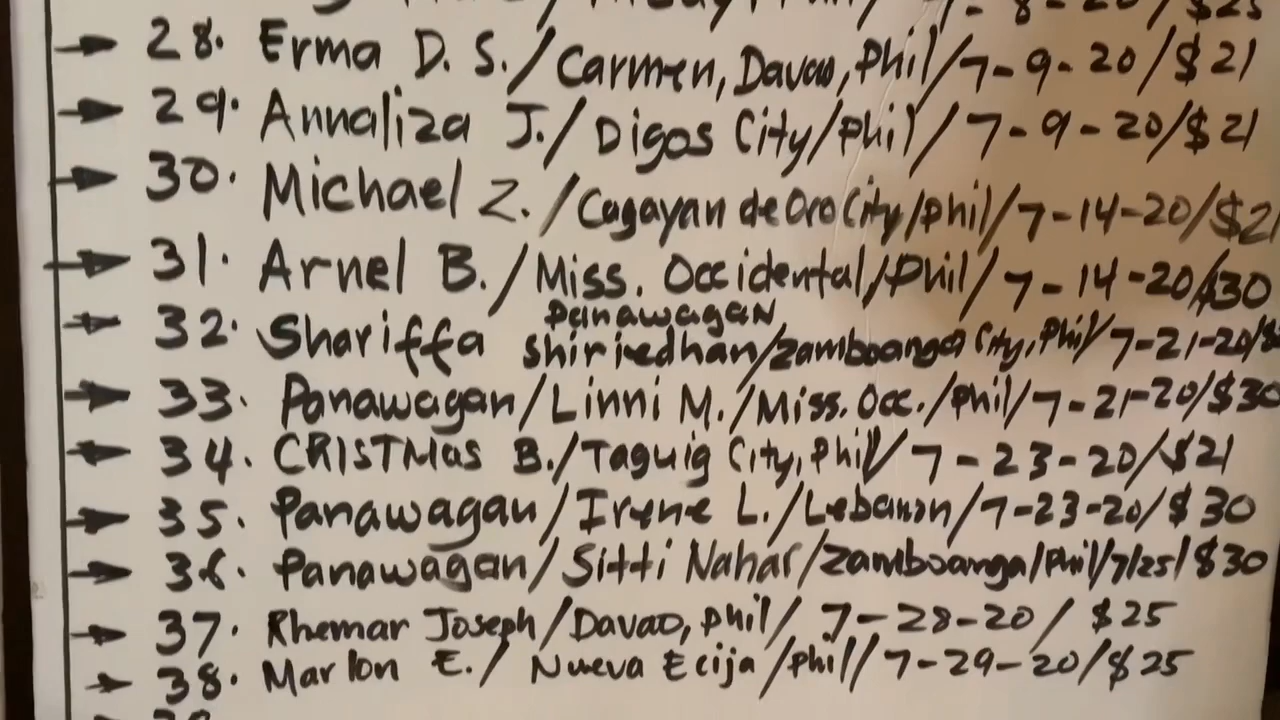 8-20/$25
→ 28. Erma D. S./Carmen, Davao, Phil/7-9-20/$21
→ 29. Annaliza J./Digos City/Phil/7-9-20/$21
→ 30. Michael Z./Cagayan de Oro City/Phil/7-14-20/$21
→ 31. Arnel B./Miss. Occidental/Phil/7-14-20/$30
Panawagan
→ 32. Shariffa Shiriedhan/Zamboanga City, Phil/7-21-20/$
→ 33. Panawagan/Linni M./Miss. Occ./Phil/7-21-20/$30
→ 34. CRISTMas B./Taguig City, Phil/7-23-20/$21
→ 35. Panawagan/Irene L./Lebanon/7-23-20/$30
→ 36. Panawagan/Sitti Nahar/Zamboanga/Phil/7/25/$30
→ 37. Rhemar Joseph/Davao, Phil/7-28-20/$25
→ 38. Marlon E./Nueva Ecija/Phil/7-29-20/$25